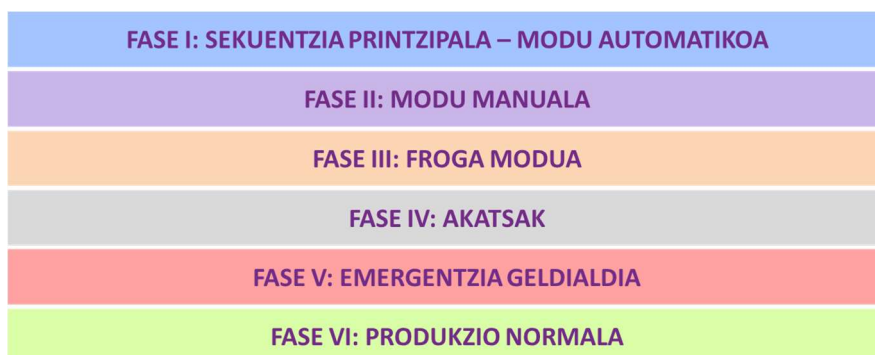 FASE I: SEKUENTZIA PRINTZIPALA – MODU AUTOMATIKOA
FASE II: MODU MANUALA
FASE III: FROGA MODUA
FASE IV: AKATSAK
FASE V: EMERGENTZIA GELDIALDIA
FASE VI: PRODUKZIO NORMALA